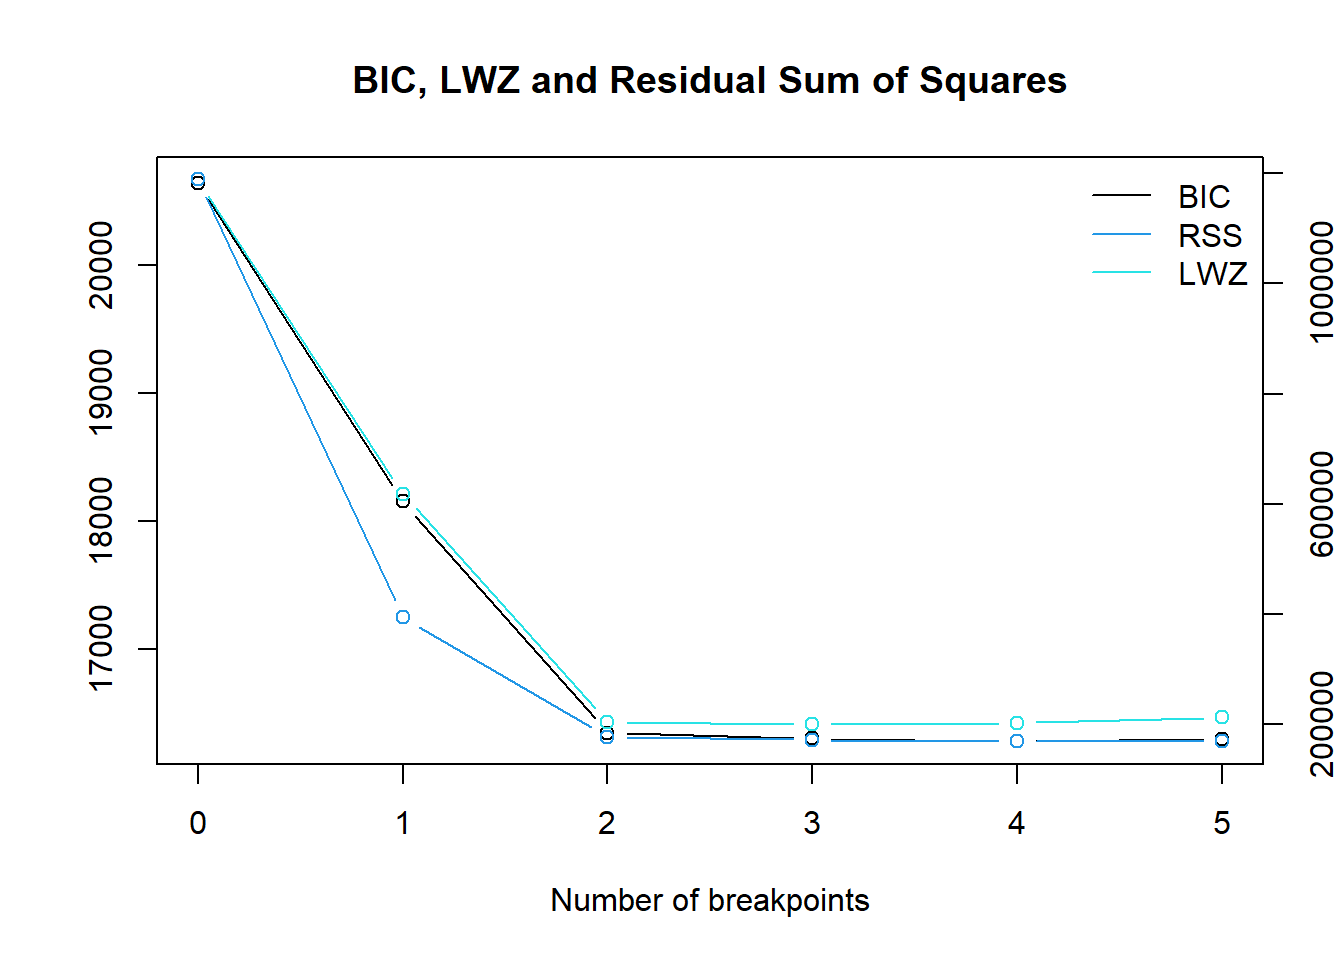 BIC, LWZ and Residual Sum of Squares
BIC
RSS
LWZ
20000
19000
18000
17000
1000000
600000
200000
0 1 2 3 4 5
Number of breakpoints